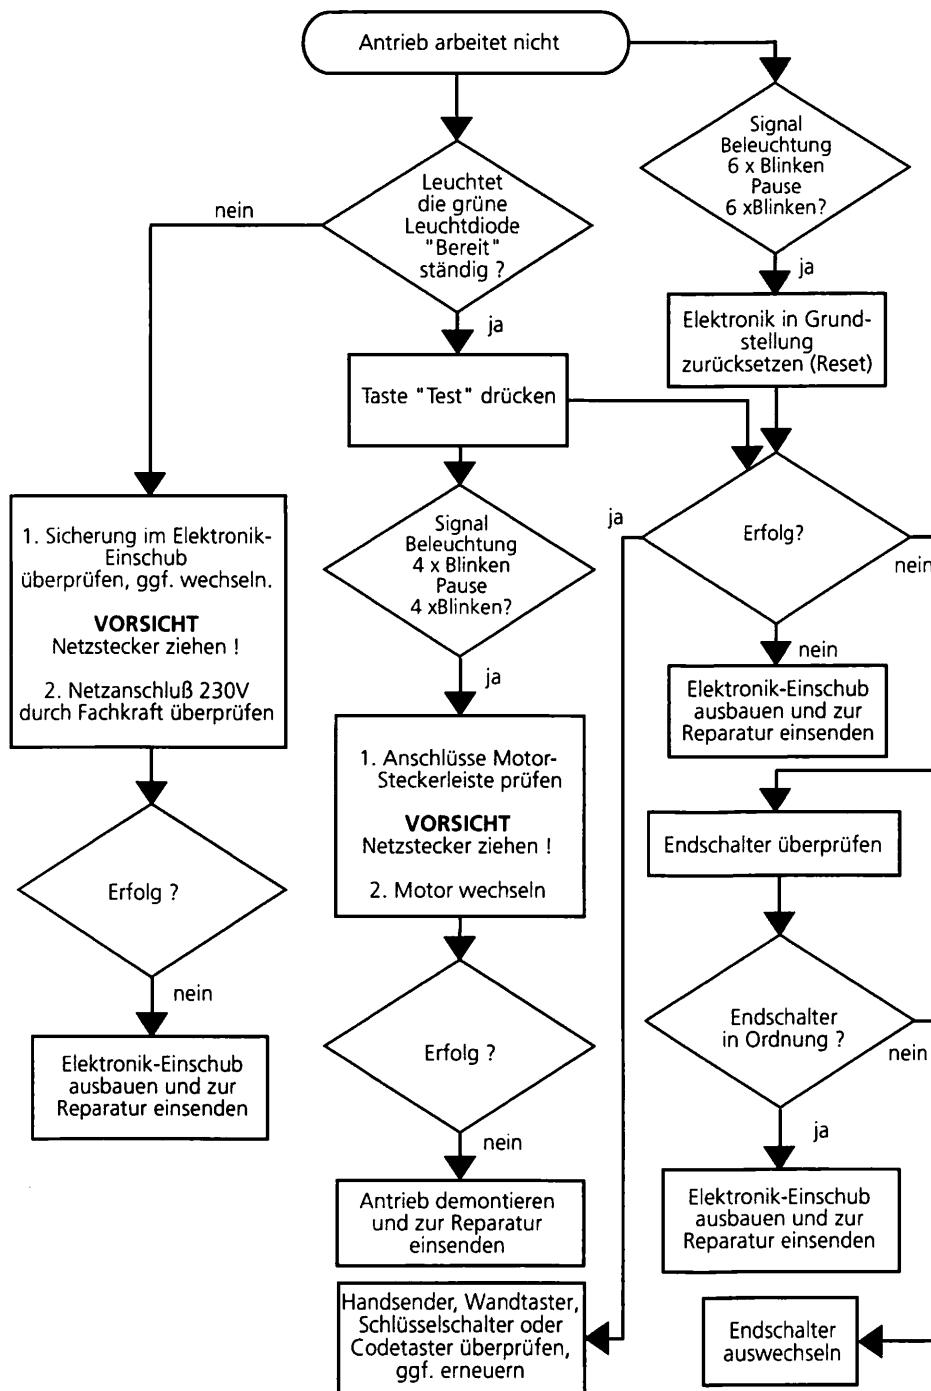 Antrieb arbeitet nicht
Signal
Beleuchtung
6 x Blinken
Pause
6 xBlinken?
ja
Elektronik in Grund-
stellung
zurücksetzen (Reset)
Leuchtet
die grüne
Leuchtdiode
"Bereit"
ständig ?
nein
ja
Taste "Test" drücken
Signal
Beleuchtung
4 x Blinken
Pause
4 xBlinken?
ja
Erfolg?
ja
nein
nein
Elektronik-Einschub
ausbauen und zur
Reparatur einsenden
1. Sicherung im Elektronik-
Einschub
überprüfen, ggf. wechseln.
VORSICHT
Netzstecker ziehen !
2. Netzanschluß 230V
durch Fachkraft überprüfen
Erfolg ?
nein
Elektronik-Einschub
ausbauen und zur
Reparatur einsenden
1. Anschlüsse Motor-
Steckerleiste prüfen
VORSICHT
Netzstecker ziehen !
2. Motor wechseln
Erfolg ?
nein
Antrieb demontieren
und zur Reparatur
einsenden
Handsender, Wandtaster,
Schlüsselschalter oder
Codetaster überprüfen,
ggf. erneuern
Endschalter überprüfen
Endschalter
in Ordnung ?
nein
ja
Elektronik-Einschub
ausbauen und zur
Reparatur einsenden
Endschalter
auswechseln